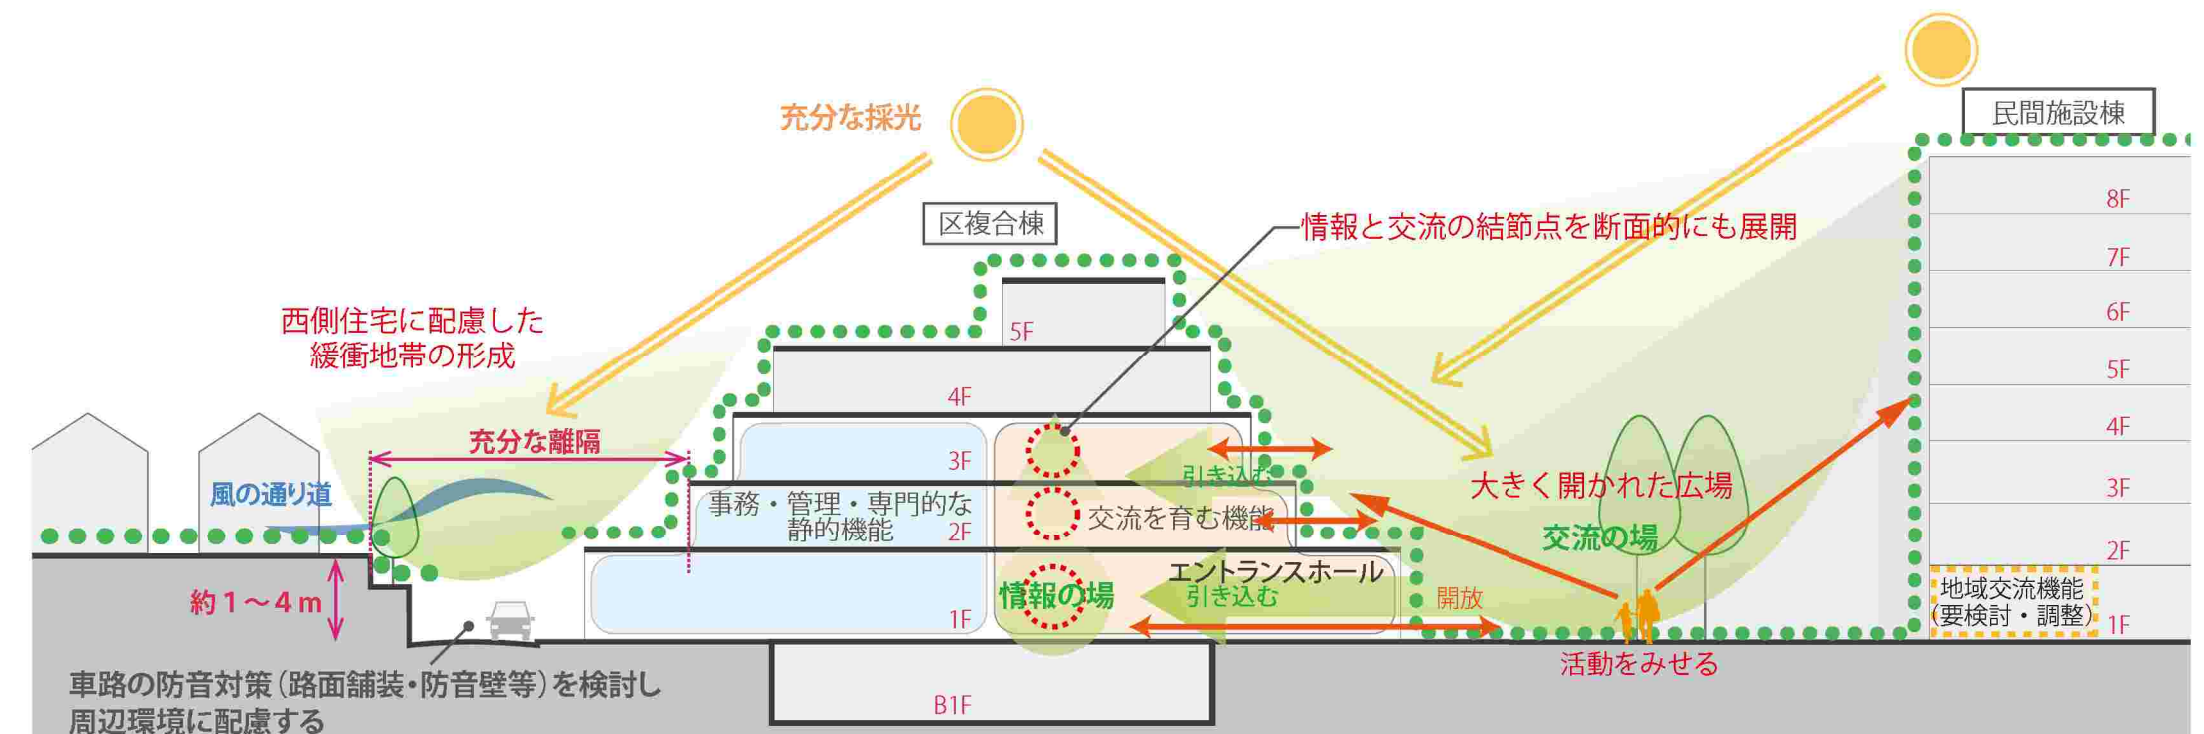 民間施設棟
充分な採光
区複合棟
情報と交流の結節点を断面的にも展開
西側住宅に配慮した
緩衝地帯の形成
充分な離隔
風の通り道
約1～4m
車路の防音対策（路面舗装・防音壁等）を検討し
周辺環境に配慮する
5F
4F
3F
事務・管理・専門的な
静的機能
2F
1F
B1F
引き込む
交流を育む機能
エントランスホール
引き込む
情報の場
開放
大きく開かれた広場
交流の場
活動をみせる
8F
7F
6F
5F
4F
3F
2F
1F
地域交流機能
（要検討・調整）